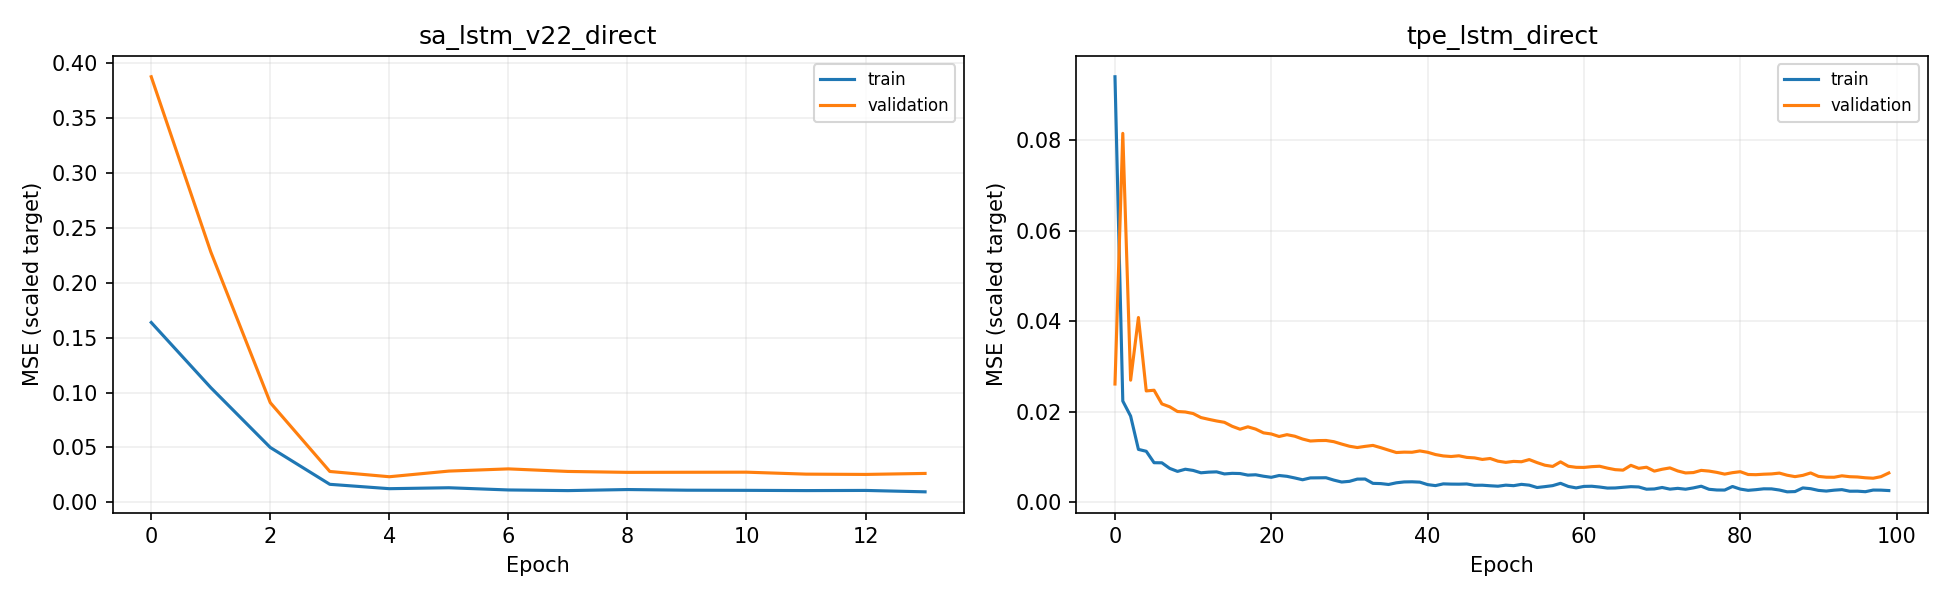 sa_lstm_v22_direct
MSE (scaled target)
0.40
0.35
0.30
0.25
0.20
0.15
0.10
0.05
0.00
0 2 4 6 8 10 12
Epoch
train
validation
tpe_lstm_direct
MSE (scaled target)
0.08
0.06
0.04
0.02
0.00
0 20 40 60 80 100
Epoch
train
validation